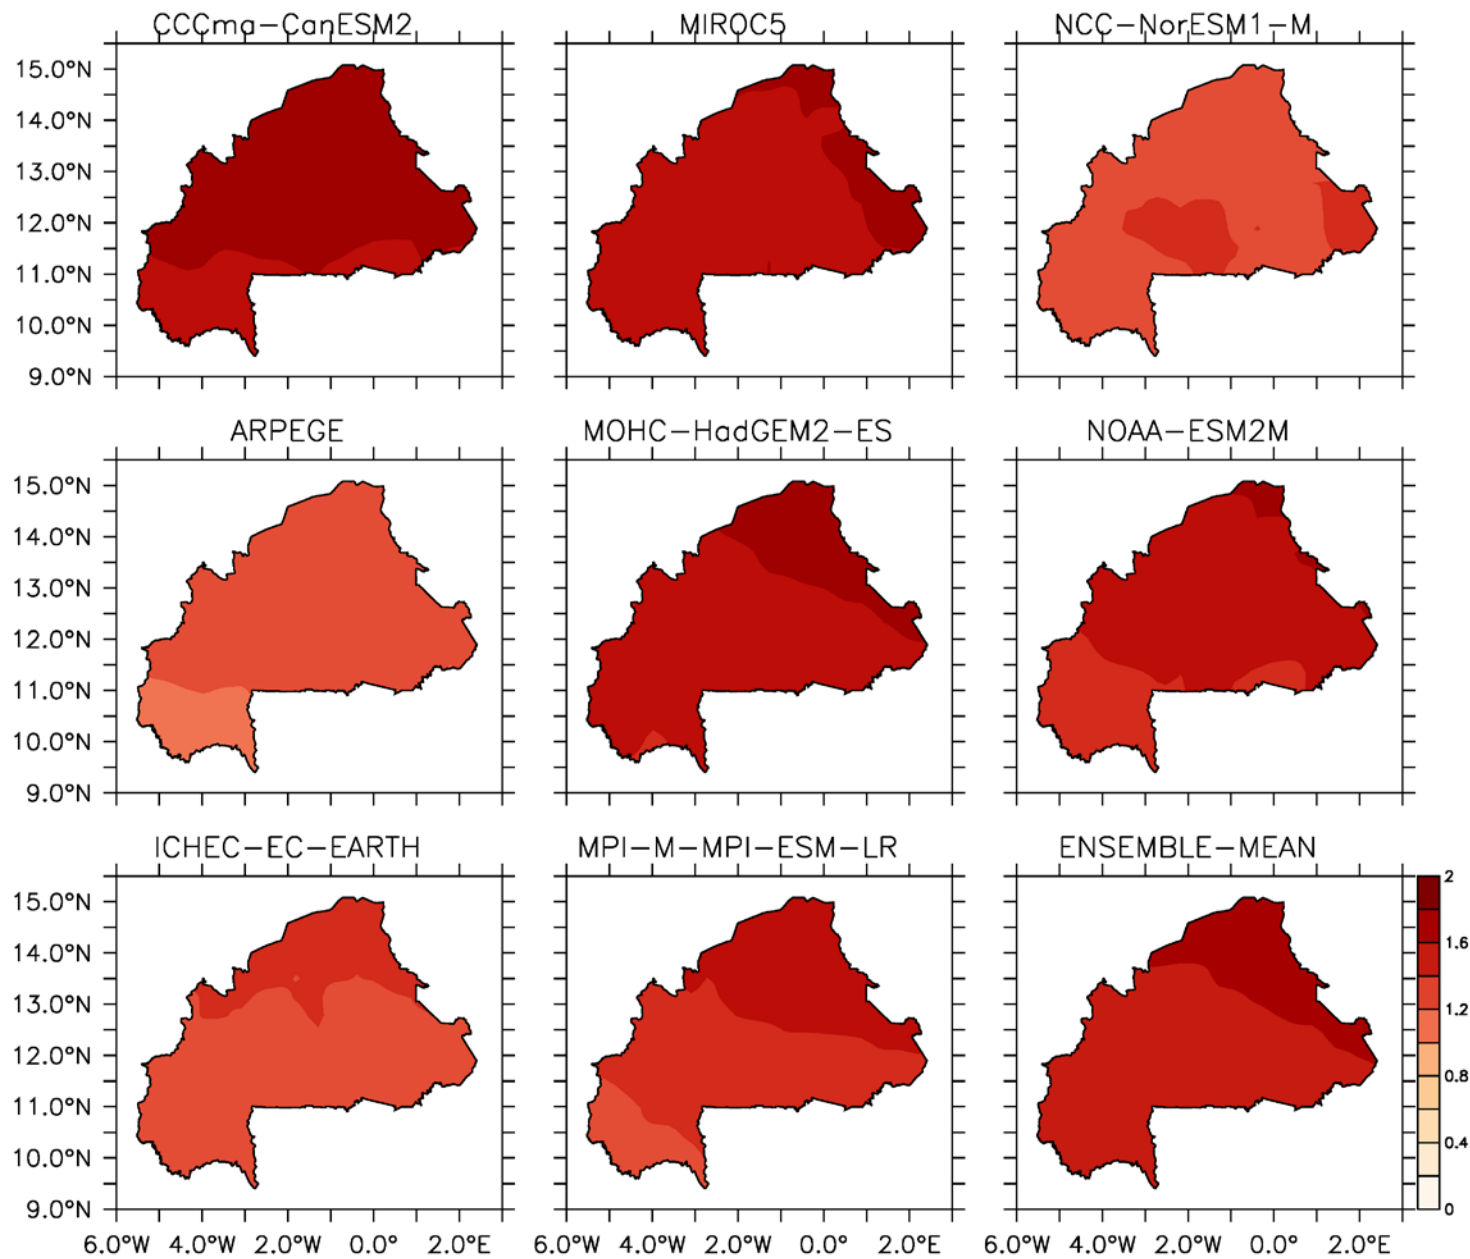 CCCma-CanESM2 MIROC5 NCC-NorESM1-M
15.0°N
14.0°N
13.0°N
12.0°N
11.0°N
10.0°N
9.0°N
ARPEGE MOHC-HadGEM2-ES NOAA-ESM2M
15.0°N
14.0°N
13.0°N
12.0°N
11.0°N
10.0°N
9.0°N
ICHEC-EC-EARTH MPI-M-MPI-ESM-LR ENSEMBLE-MEAN
15.0°N
14.0°N
13.0°N
12.0°N
11.0°N
10.0°N
9.0°N
2
1.6
1.2
0.8
0.4
0
6.0°W 4.0°W 2.0°W 0.0° 2.0°E 6.0°W 4.0°W 2.0°W 0.0° 2.0°E 6.0°W 4.0°W 2.0°W 0.0° 2.0°E